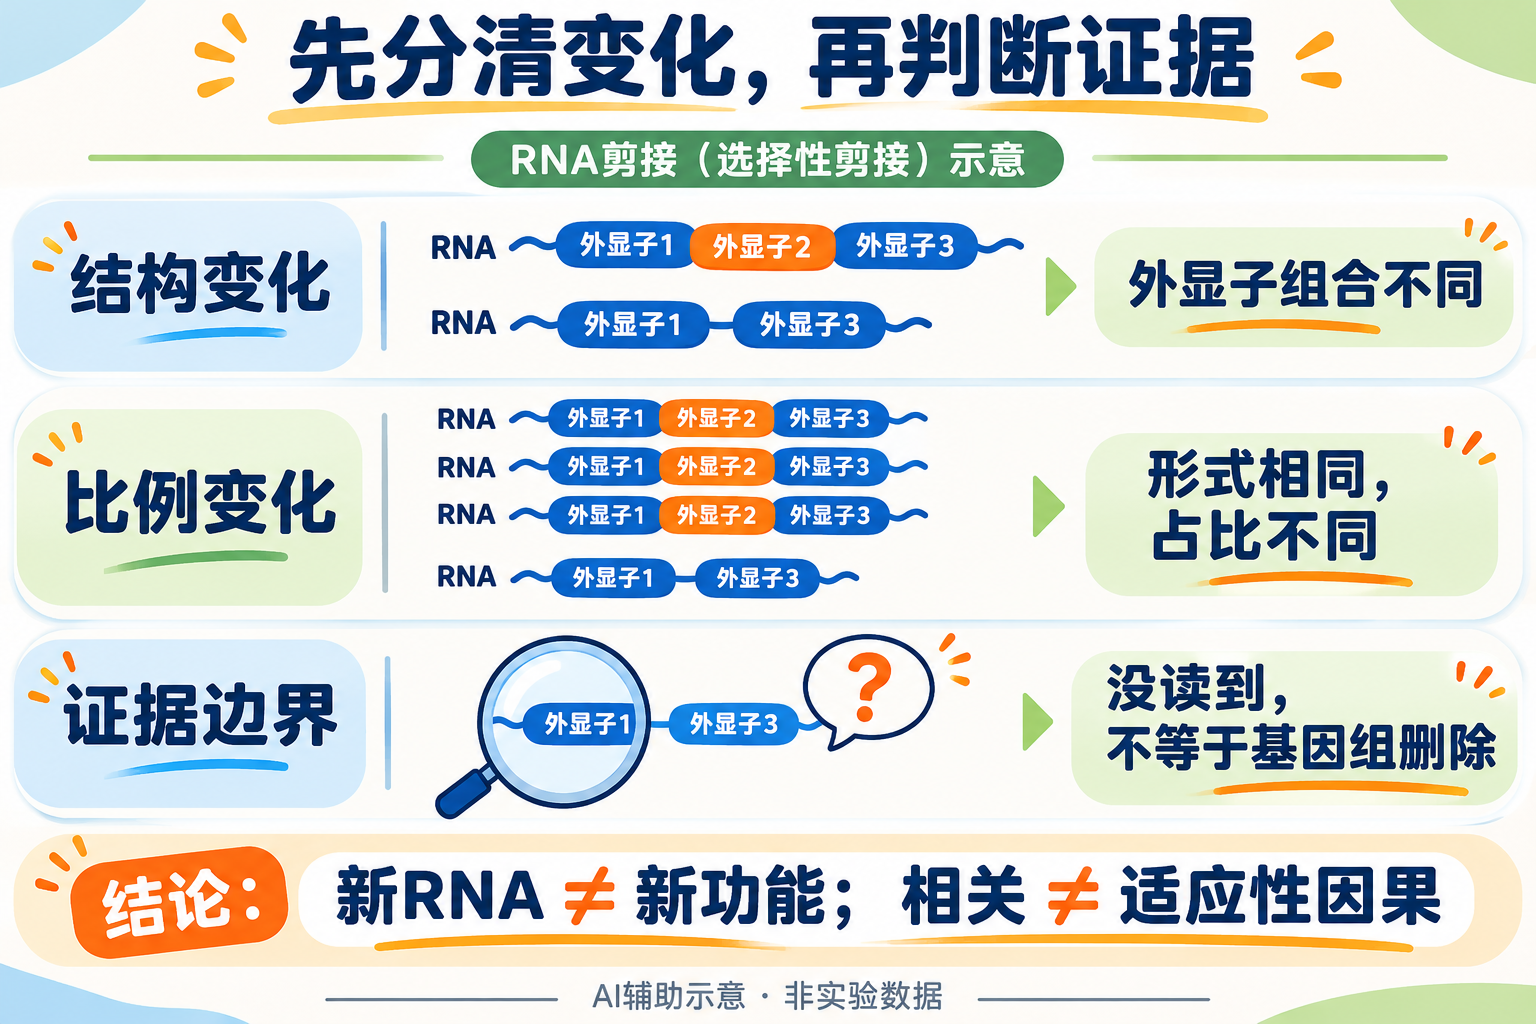 先分清变化，再判断证据
RNA剪接（选择性剪接）示意
结构变化
RNA 外显子1 外显子2 外显子3
RNA 外显子1 外显子3
外显子组合不同
比例变化
RNA 外显子1 外显子2 外显子3
RNA 外显子1 外显子2 外显子3
RNA 外显子1 外显子2 外显子3
RNA 外显子1 外显子3
形式相同，
占比不同
证据边界
外显子1 外显子3 ?
没读到，
不等于基因组删除
结论：
新RNA ≠ 新功能； 相关 ≠ 适应性因果
AI辅助示意 · 非实验数据